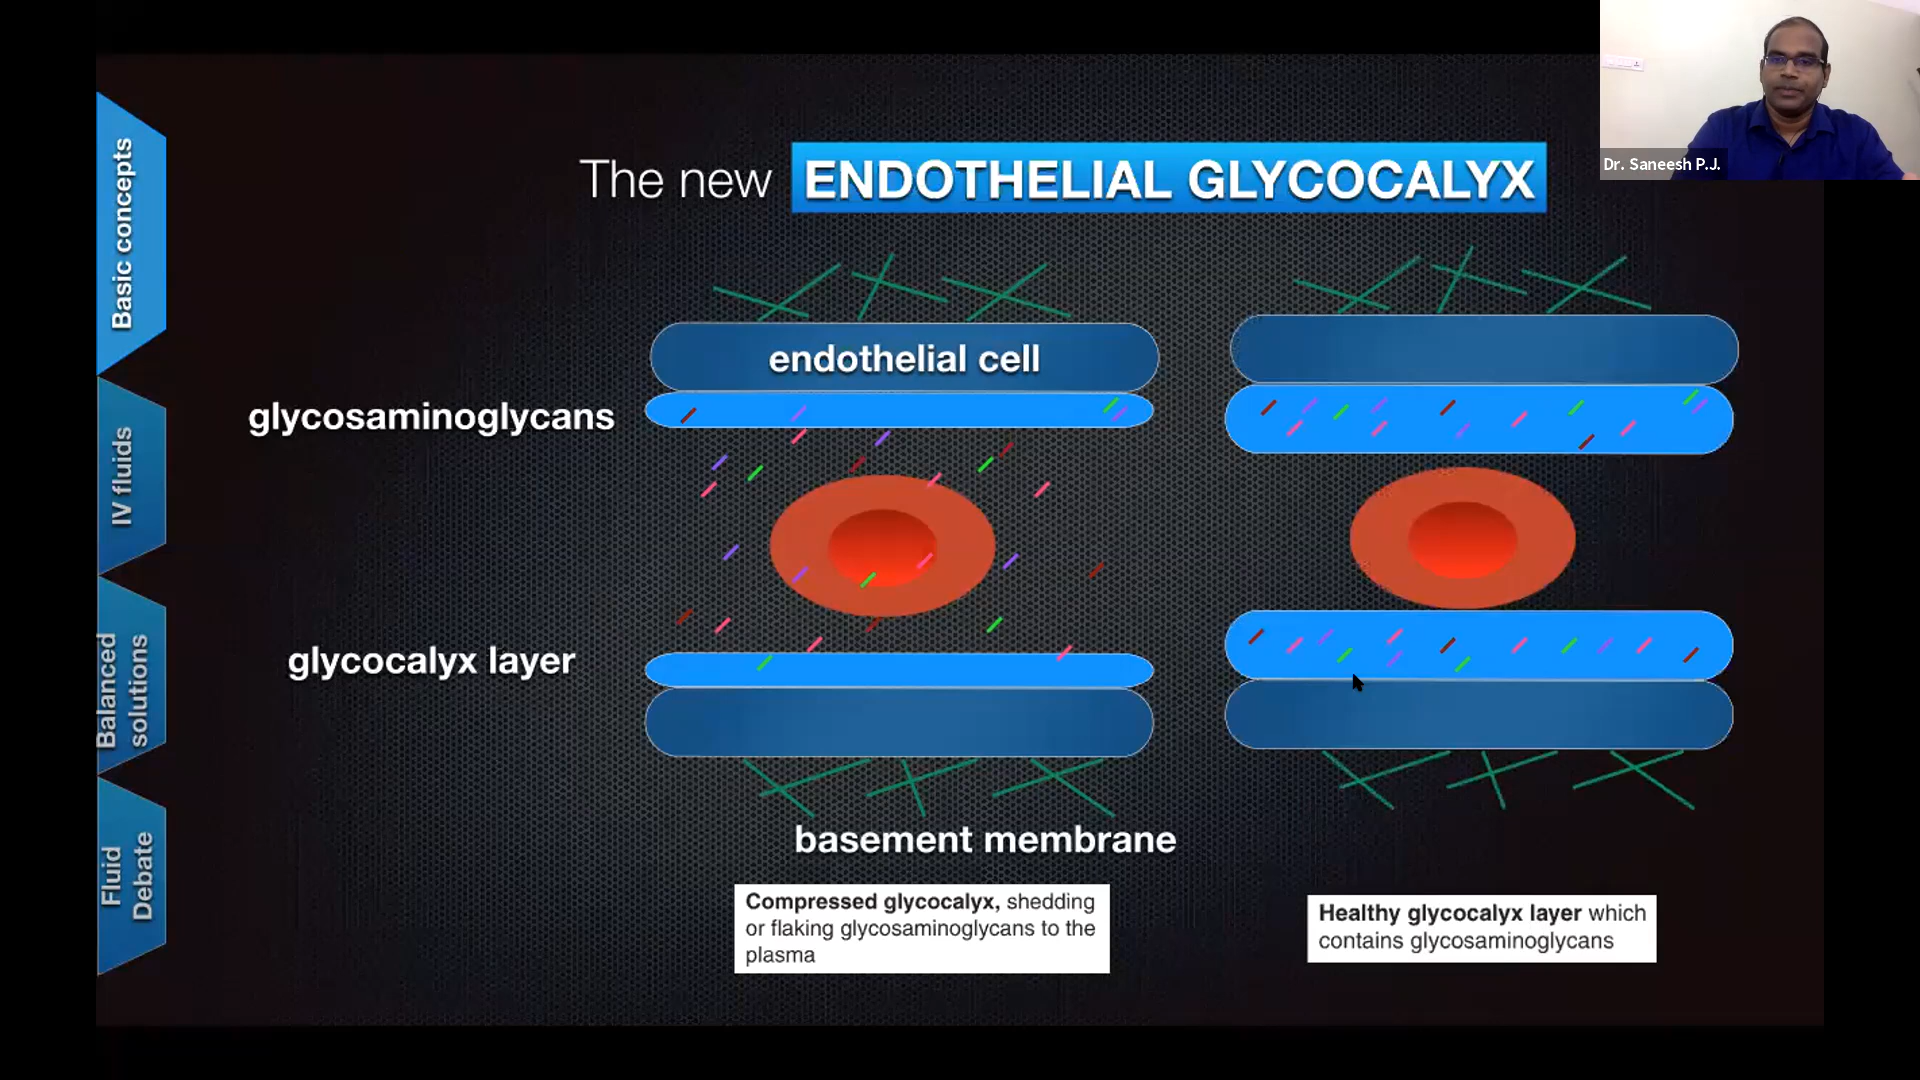 Dr. Saneesh P.J.
Basic concepts
IV fluids
Balanced
solutions
Fluid
Debate
The new ENDOTHELIAL GLYCOCALYX
endothelial cell
glycosaminoglycans
glycocalyx layer
basement membrane
Compressed glycocalyx, shedding
or flaking glycosaminoglycans to the
plasma
Healthy glycocalyx layer which
contains glycosaminoglycans